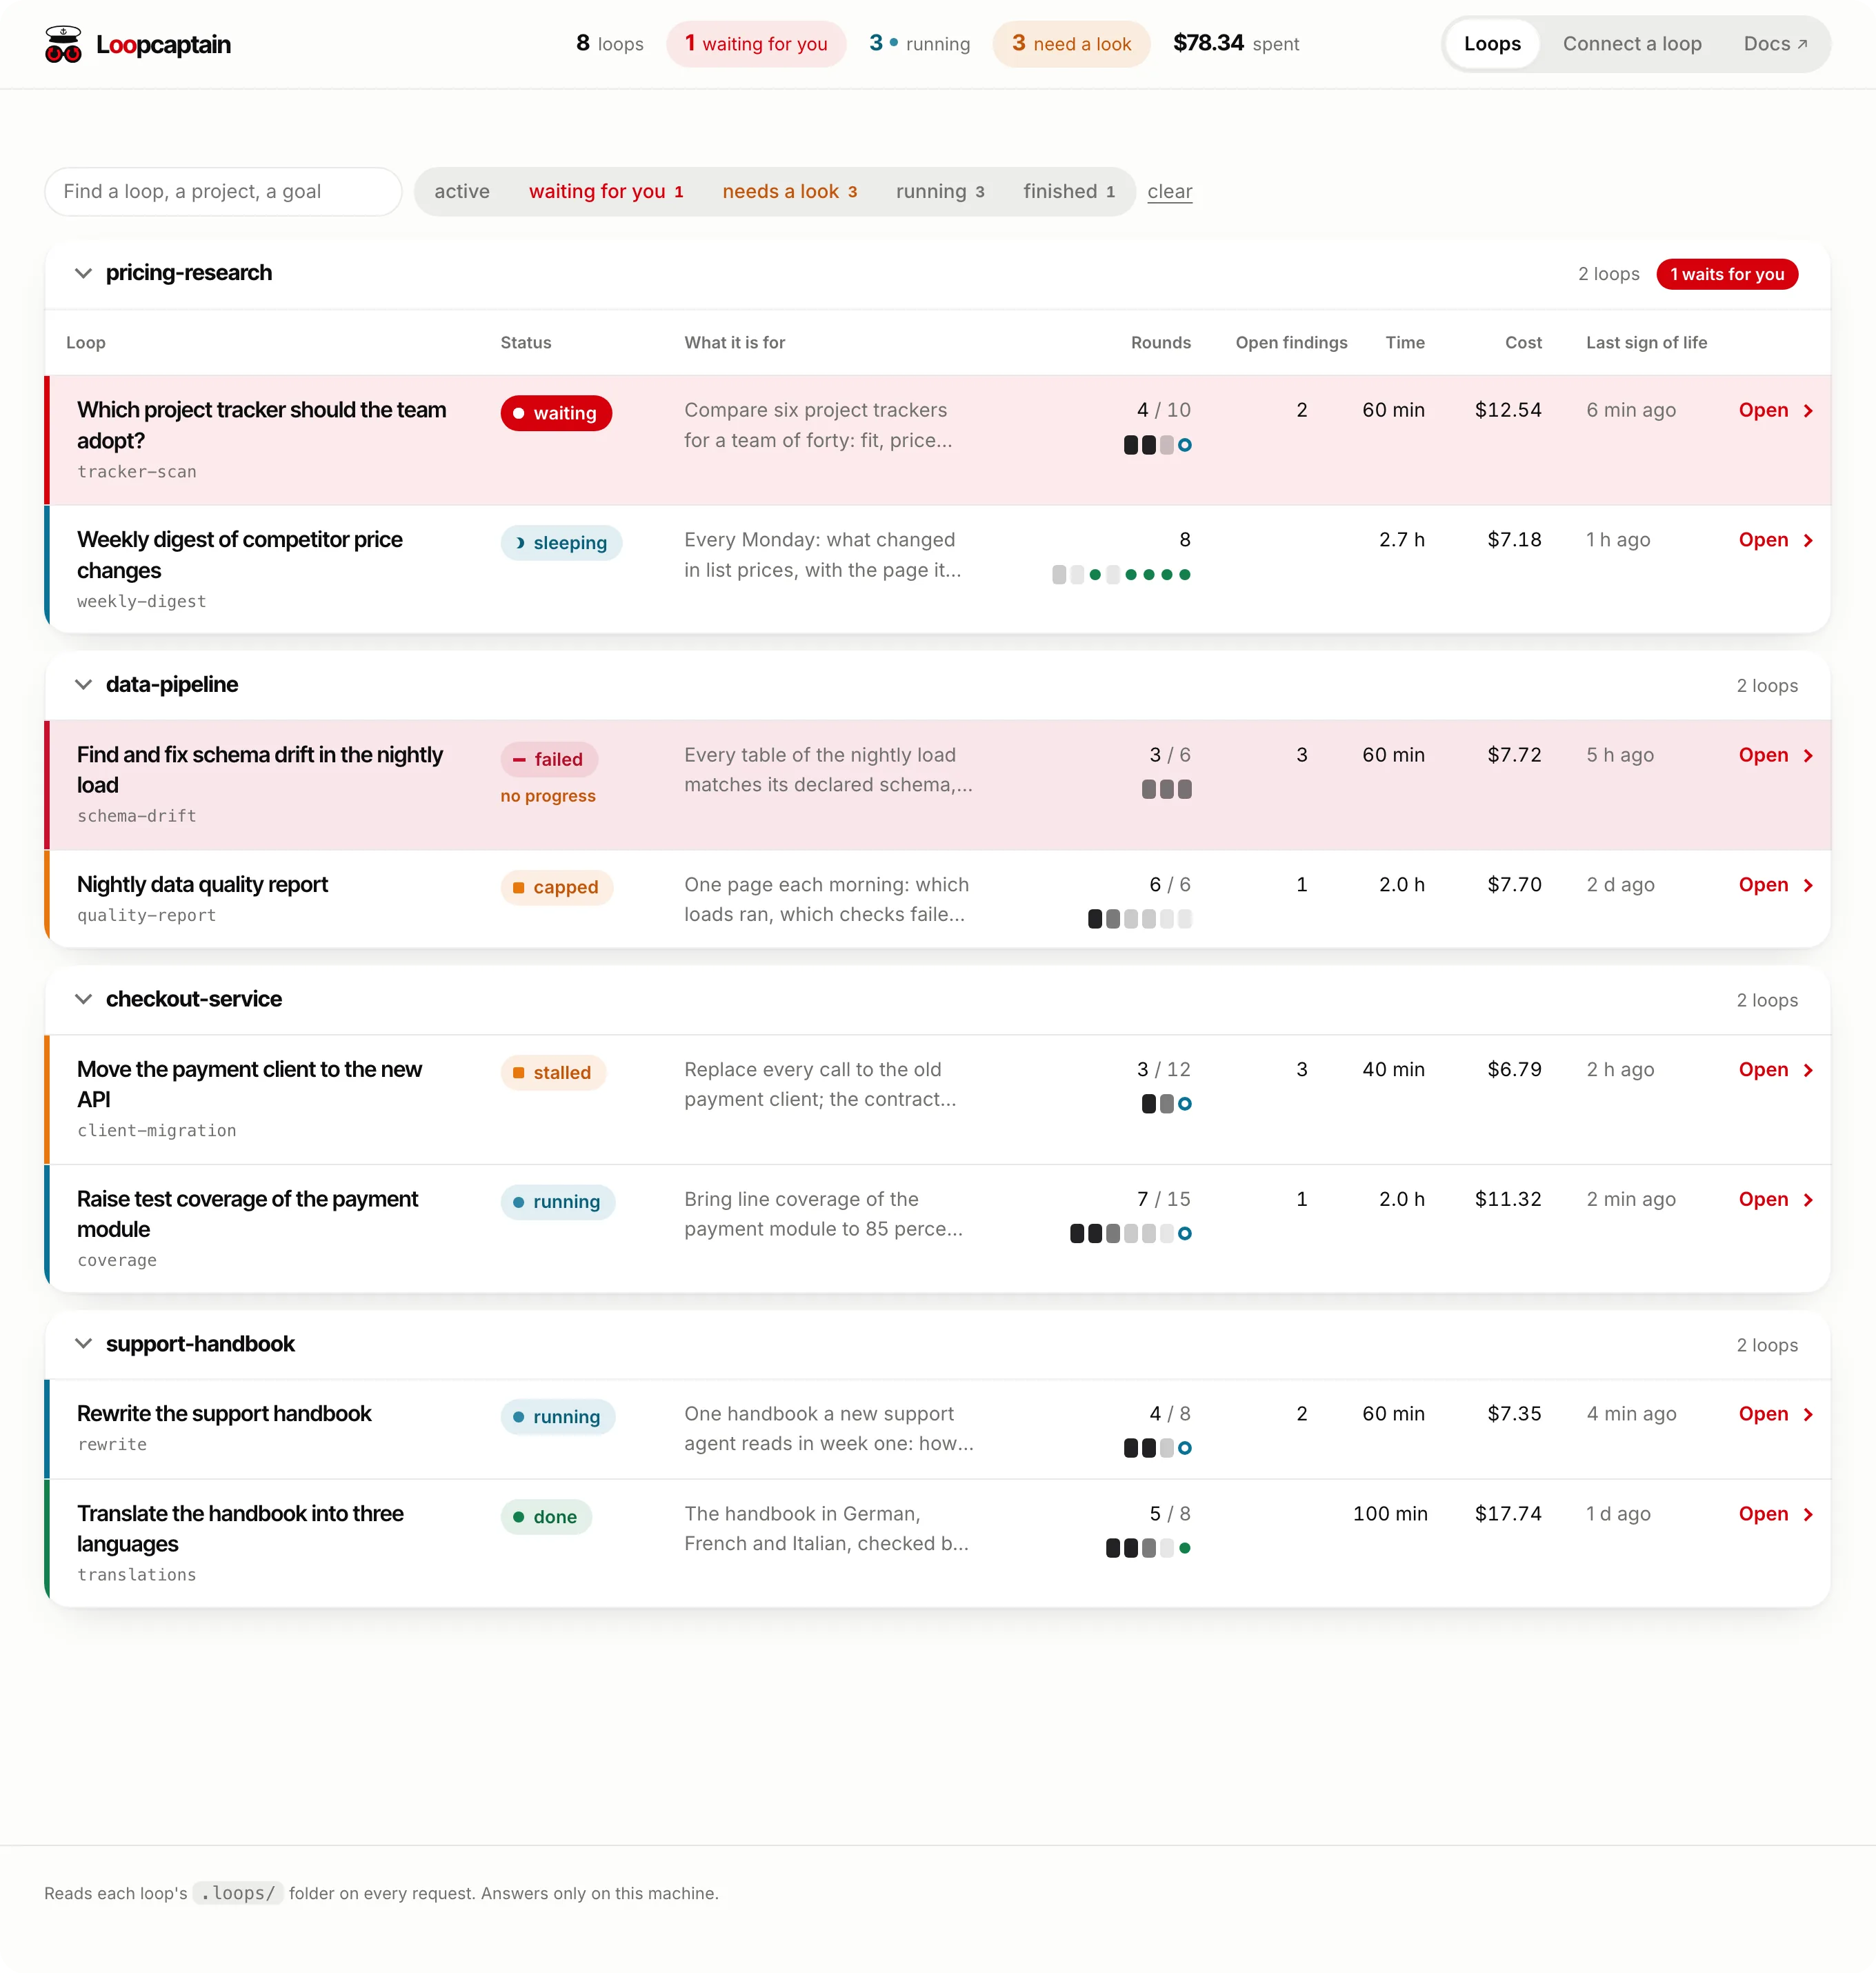 Loopcaptain
8 loops
1 waiting for you
3 running
3 need a look
$78.34 spent
Loops
Connect a loop
Docs ↗
Find a loop, a project, a goal
active
waiting for you 1
needs a look 3
running 3
finished 1
clear
pricing-research
2 loops
1 waits for you
Loop Status What it is for Rounds Open findings Time Cost Last sign of life
Which project tracker should the team
adopt?
tracker-scan
waiting
Compare six project trackers
for a team of forty: fit, price...
4 / 10
2
60 min
$12.54
6 min ago
Open
Weekly digest of competitor price
changes
weekly-digest
sleeping
Every Monday: what changed
in list prices, with the page it...
8
2.7 h
$7.18
1 h ago
Open
data-pipeline
2 loops
Find and fix schema drift in the nightly
load
schema-drift
failed
no progress
Every table of the nightly load
matches its declared schema,...
3 / 6
3
60 min
$7.72
5 h ago
Open
Nightly data quality report
quality-report
capped
One page each morning: which
loads ran, which checks faile...
6 / 6
1
2.0 h
$7.70
2 d ago
Open
checkout-service
2 loops
Move the payment client to the new
API
client-migration
stalled
Replace every call to the old
payment client; the contract...
3 / 12
3
40 min
$6.79
2 h ago
Open
Raise test coverage of the payment
module
coverage
running
Bring line coverage of the
payment module to 85 perce...
7 / 15
1
2.0 h
$11.32
2 min ago
Open
support-handbook
2 loops
Rewrite the support handbook
rewrite
running
One handbook a new support
agent reads in week one: how...
4 / 8
2
60 min
$7.35
4 min ago
Open
Translate the handbook into three
languages
translations
done
The handbook in German,
French and Italian, checked b...
5 / 8
100 min
$17.74
1 d ago
Open
Reads each loop's .loops/ folder on every request. Answers only on this machine.